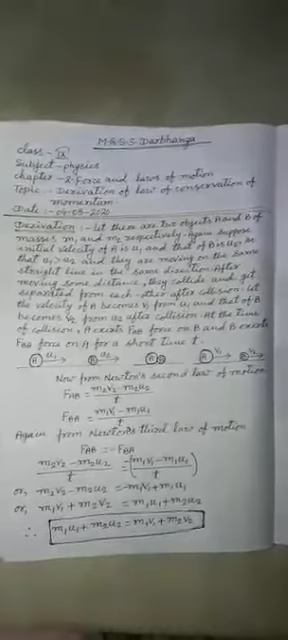 M.G.S.S. Darbhanga
class - IX
Subject - physics
chapter - 2. Force and laws of motion
Topic - Derivation of law of conservation of
momentum
Date :- 04-05-2020
Derivation :- Let there are two objects A and B of
masses m₁ and m₂ respectively. Again suppose
initial velocity of A is u₁ and that of B is u₂, so
that u₁>u₂ and they are moving on the same
straight line in the same direction. After
moving some distance, they collide and get
separated from each-other after collision. Let
the velocity of A becomes v₁ from u₁ and that of B
becomes v₂ from u₂ after collision. At the time
of collision, A exerts FAB force on B and B exerts
FBA force on A for a short time t.
A u₁ B u₂ A B A v₁ B v₂
Now from Newton's second law of motion
FAB = m₂v₂-m₂u₂/t
FBA = m₁v₁-m₁u₁/t
Again from Newton's third law of motion
FAB = -FBA
m₂v₂-m₂u₂/t = -(m₁v₁-m₁u₁/t)
or, m₂v₂-m₂u₂ = -m₁v₁+m₁u₁
or, m₁v₁+m₂v₂ = m₁u₁+m₂u₂
∴ m₁u₁+m₂u₂ = m₁v₁+m₂v₂